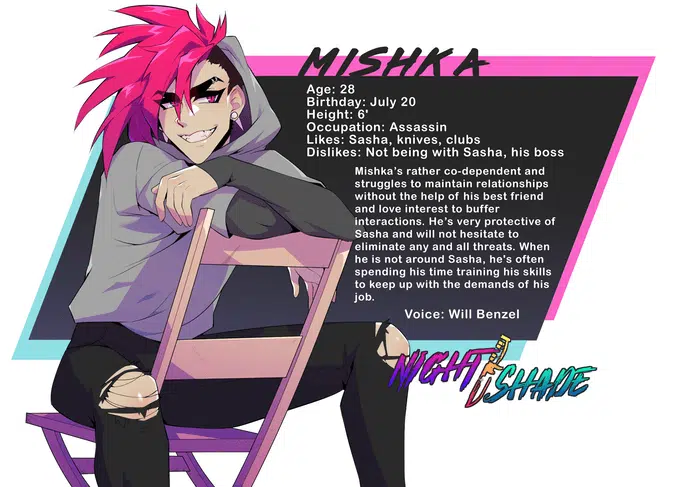 MISHKA
Age: 28
Birthday: July 20
Height: 6'
Occupation: Assassin
Likes: Sasha, knives, clubs
Dislikes: Not being with Sasha, his boss
Mishka's rather co-dependent and
struggles to maintain relationships
without the help of his best friend
and love interest to buffer
interactions. He's very protective of
Sasha and will not hesitate to
eliminate any and all threats. When
he is not around Sasha, he's often
spending his time training his skills
to keep up with the demands of his
job.
Voice: Will Benzel
NIGHTSHADE